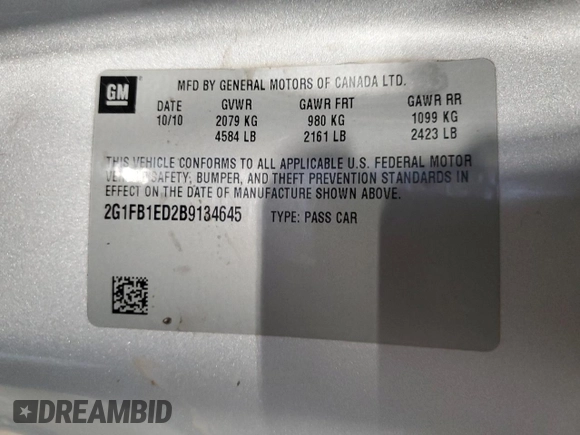 GM
MFD BY GENERAL MOTORS OF CANADA LTD.
DATE GVWR GAWR FRT GAWR RR
10/10 2079 KG 980 KG 1099 KG
4584 LB 2161 LB 2423 LB
THIS VEHICLE CONFORMS TO ALL APPLICABLE U.S. FEDERAL MOTOR
VEHICLE SAFETY, BUMPER, AND THEFT PREVENTION STANDARDS IN
EFFECT ON THE DATE OF MANUFACTURE SHOWN ABOVE.
2G1FB1ED2B9134645 TYPE: PASS CAR
DREAMBID